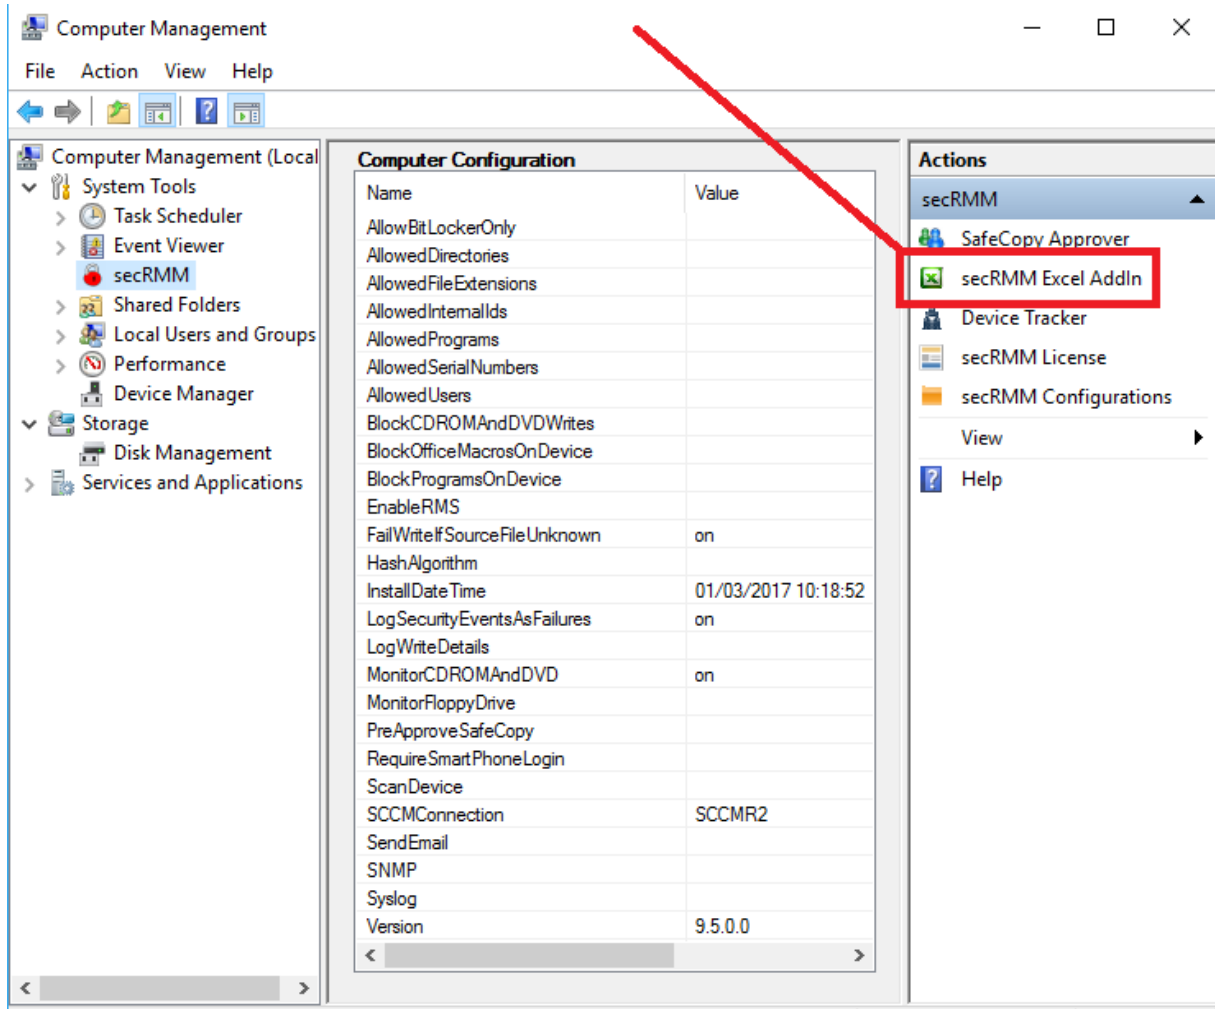 Computer Management
File Action View Help
Computer Management (Local
System Tools
Task Scheduler
Event Viewer
secRMM
Shared Folders
Local Users and Groups
Performance
Device Manager
Storage
Disk Management
Services and Applications
Computer Configuration
Name Value
AllowBitLockerOnly
AllowedDirectories
AllowedFileExtensions
AllowedInternalIds
AllowedPrograms
AllowedSerialNumbers
AllowedUsers
BlockCDROMAndDVDWrites
BlockOfficeMacrosOnDevice
BlockProgramsOnDevice
EnableRMS
FailWriteIfSourceFileUnknown on
HashAlgorithm
InstallDateTime 01/03/2017 10:18:52
LogSecurityEventsAsFailures on
LogWriteDetails
MonitorCDROMAndDVD on
MonitorFloppyDrive
PreApproveSafeCopy
RequireSmartPhoneLogin
ScanDevice
SCCMConnection SCCMR2
SendEmail
SNMP
Syslog
Version 9.5.0.0
Actions
secRMM
SafeCopy Approver
secRMM Excel AddIn
Device Tracker
secRMM License
secRMM Configurations
View
Help